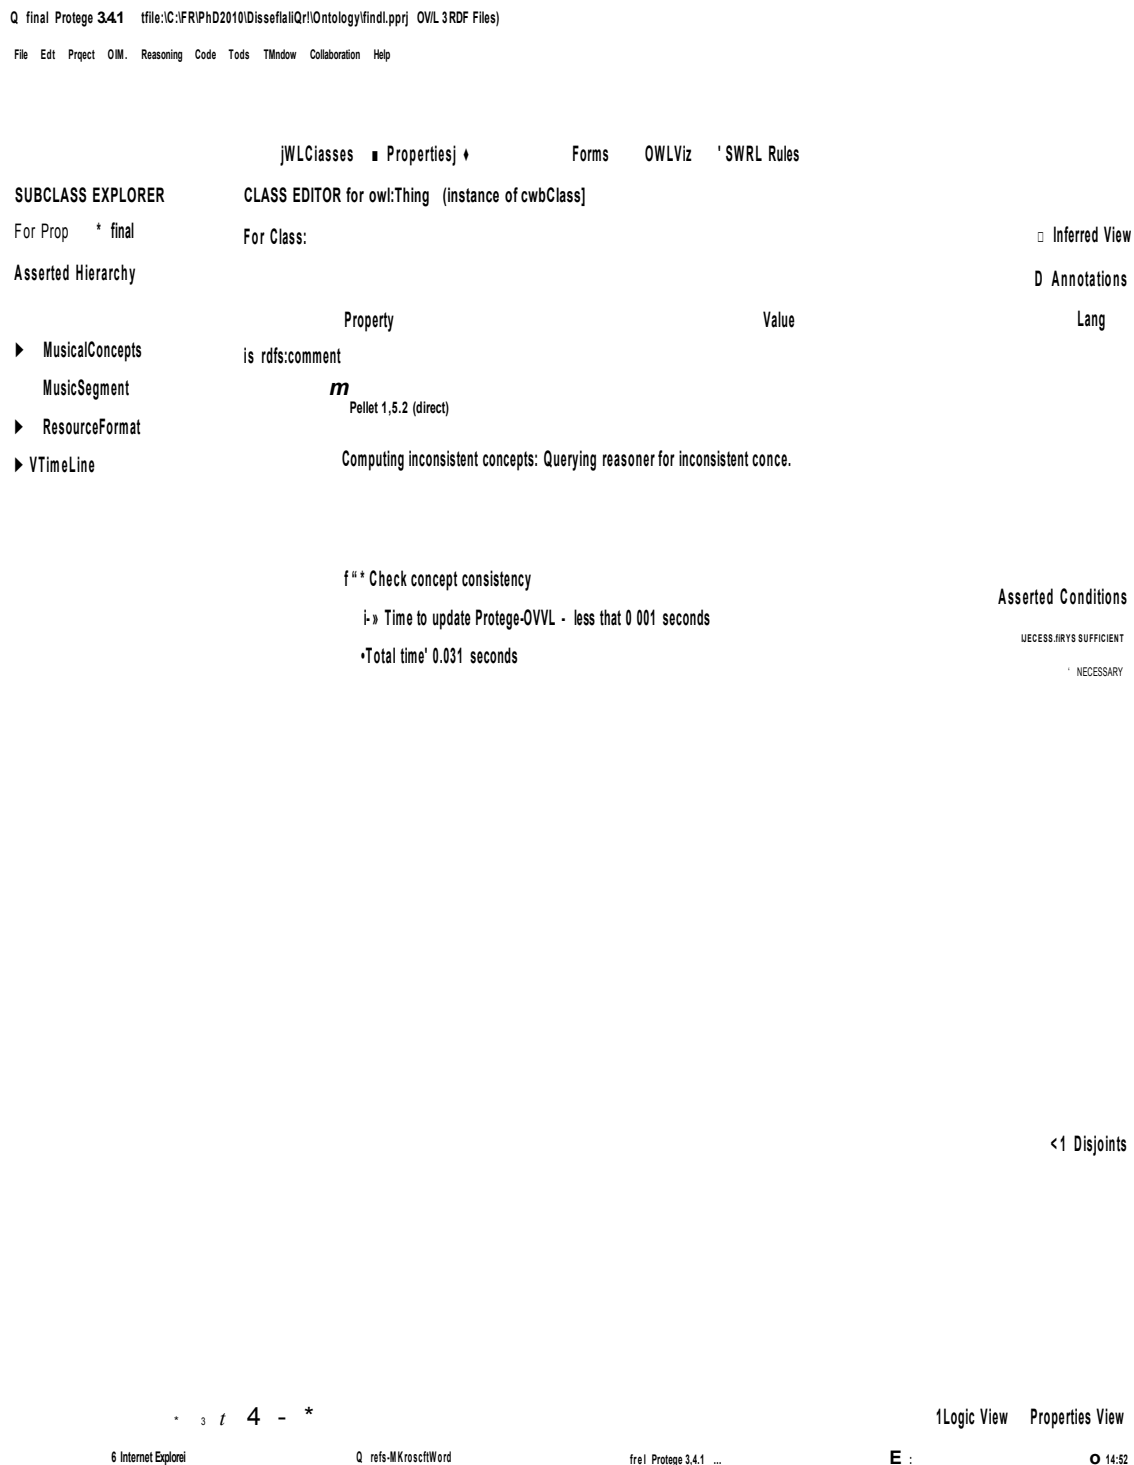 Q final Protege 3.4.1 tfile:\C:\FR\PhD2010\DisseflaliQr!\Ontology\findl.pprj OV/L 3 RDF Files)
File Edt Prqect OIM. Reasoning Code Tods TMndow Collaboration Help
jWLCiasses ■ Propertiesj ♦ Forms OWLViz ' SWRL Rules
SUBCLASS EXPLORER CLASS EDITOR for owl:Thing (instance of cwbClass]
For Prop * final For Class: □ Inferred View
Asserted Hierarchy D Annotations
Property Value Lang
▶ MusicalConcepts is rdfs:comment
MusicSegment m
Pellet 1,5.2 (direct)
▶ ResourceFormat
▶ VTimeLine Computing inconsistent concepts: Querying reasoner for inconsistent conce.
f “ * Check concept consistency Asserted Conditions
i- » Time to update Protege-OVVL - less that 0 001 seconds IJECESS.fIRYS SUFFICIENT
•Total time' 0.031 seconds ' NECESSARY
<1 Disjoints
* 3 t 4 - * 1Logic View Properties View
6 Internet Explorei Q refs-MKroscftWord frel Protege 3,4.1 ... E : o 14:52